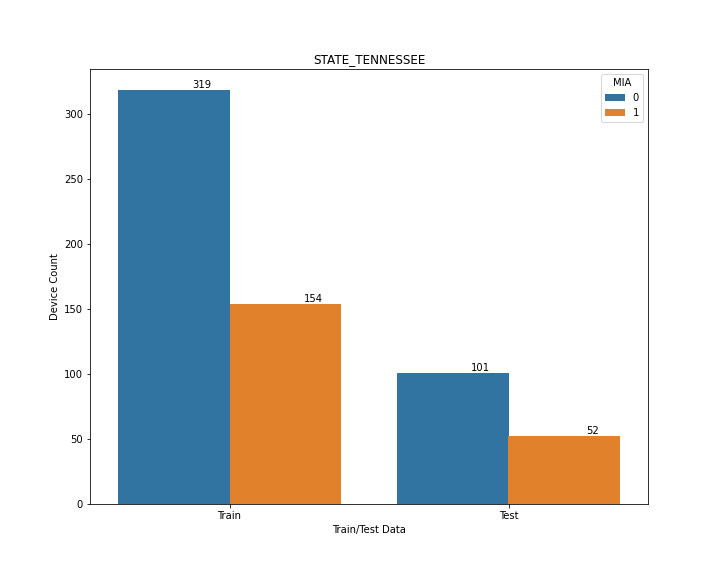 STATE_TENNESSEE
MIA
0
1
319
154
101
52
300
250
200
150
100
50
0
Device Count
Train
Test
Train/Test Data